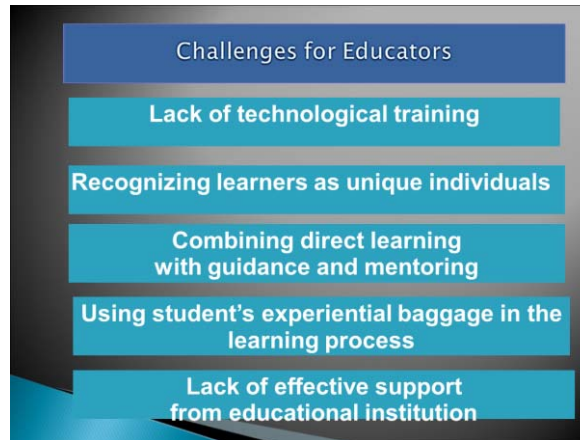 Challenges for Educators
Lack of technological training
Recognizing learners as unique individuals
Combining direct learning
with guidance and mentoring
Using student's experiential baggage in the
learning process
Lack of effective support
from educational institution